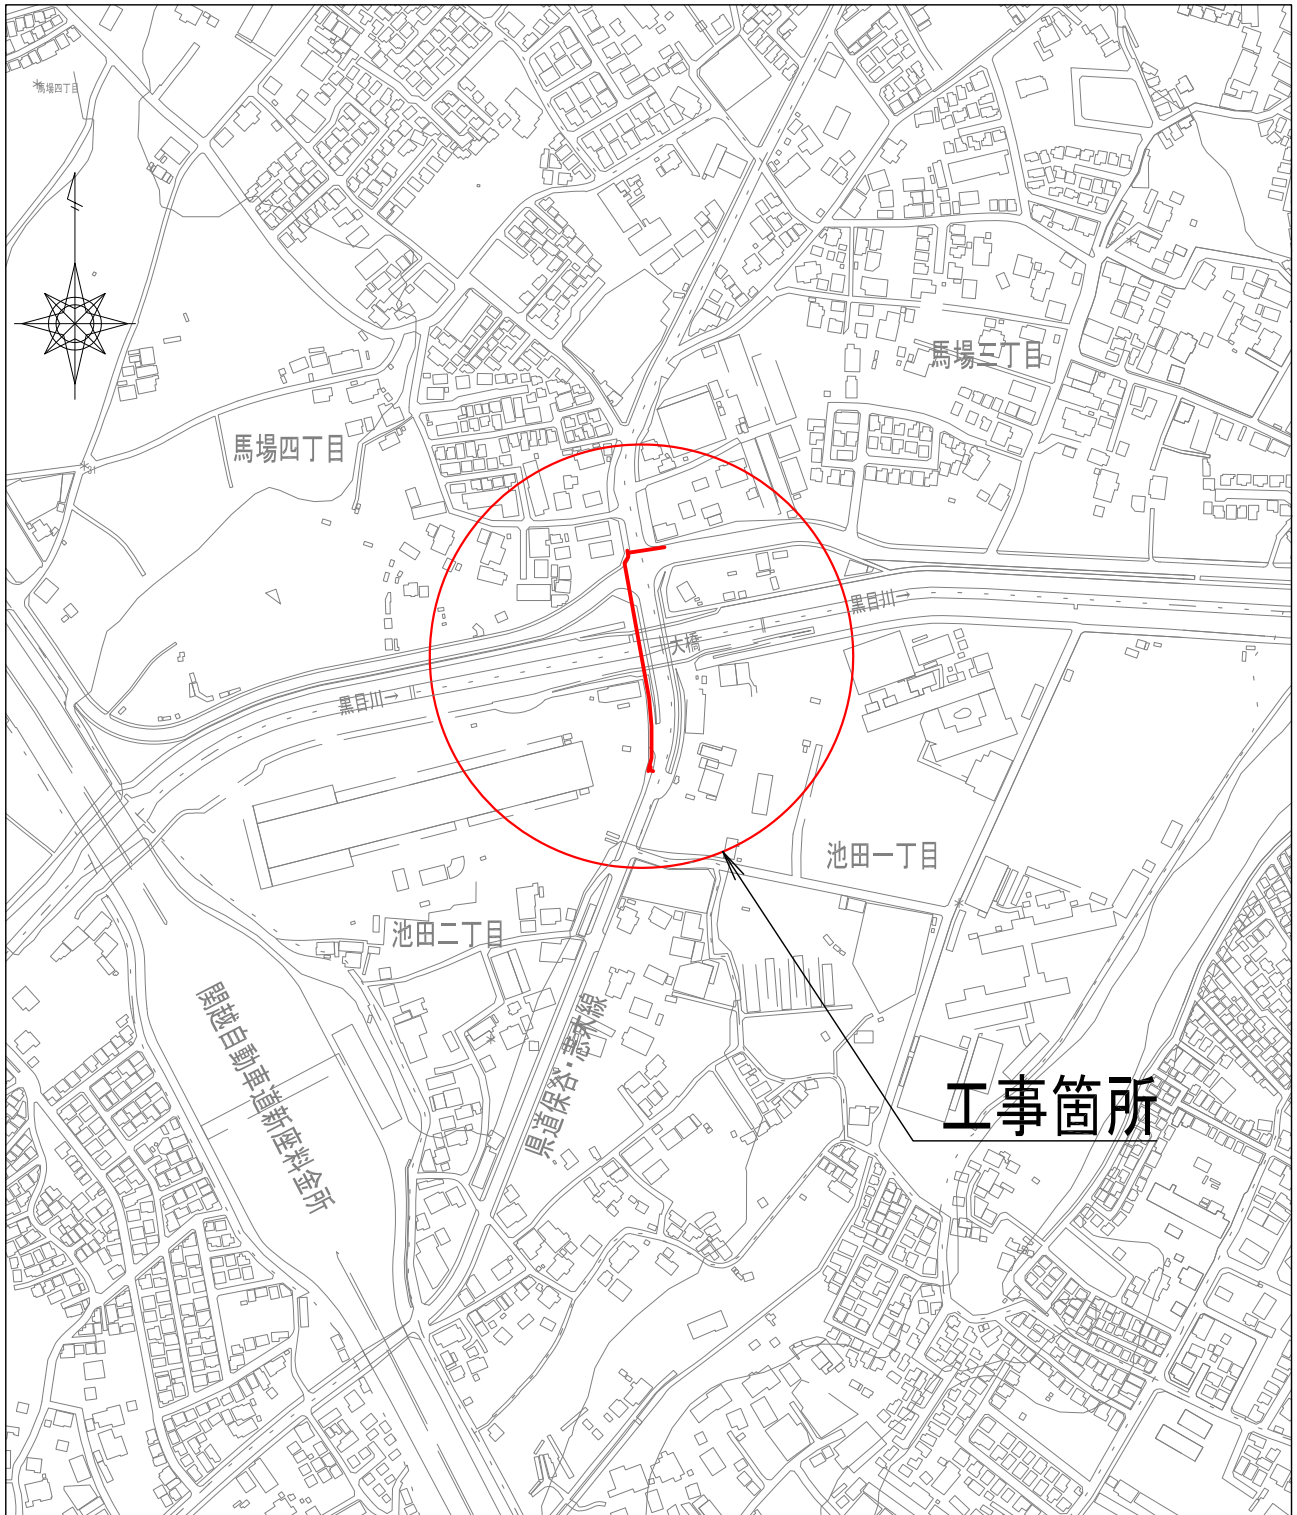 馬場四丁目
馬場三丁目
馬場四丁目
黒目川→
大橋
黒目川→
池田一丁目
池田二丁目
関越自動車道新座料金所
県道保谷・志木線
工事箇所